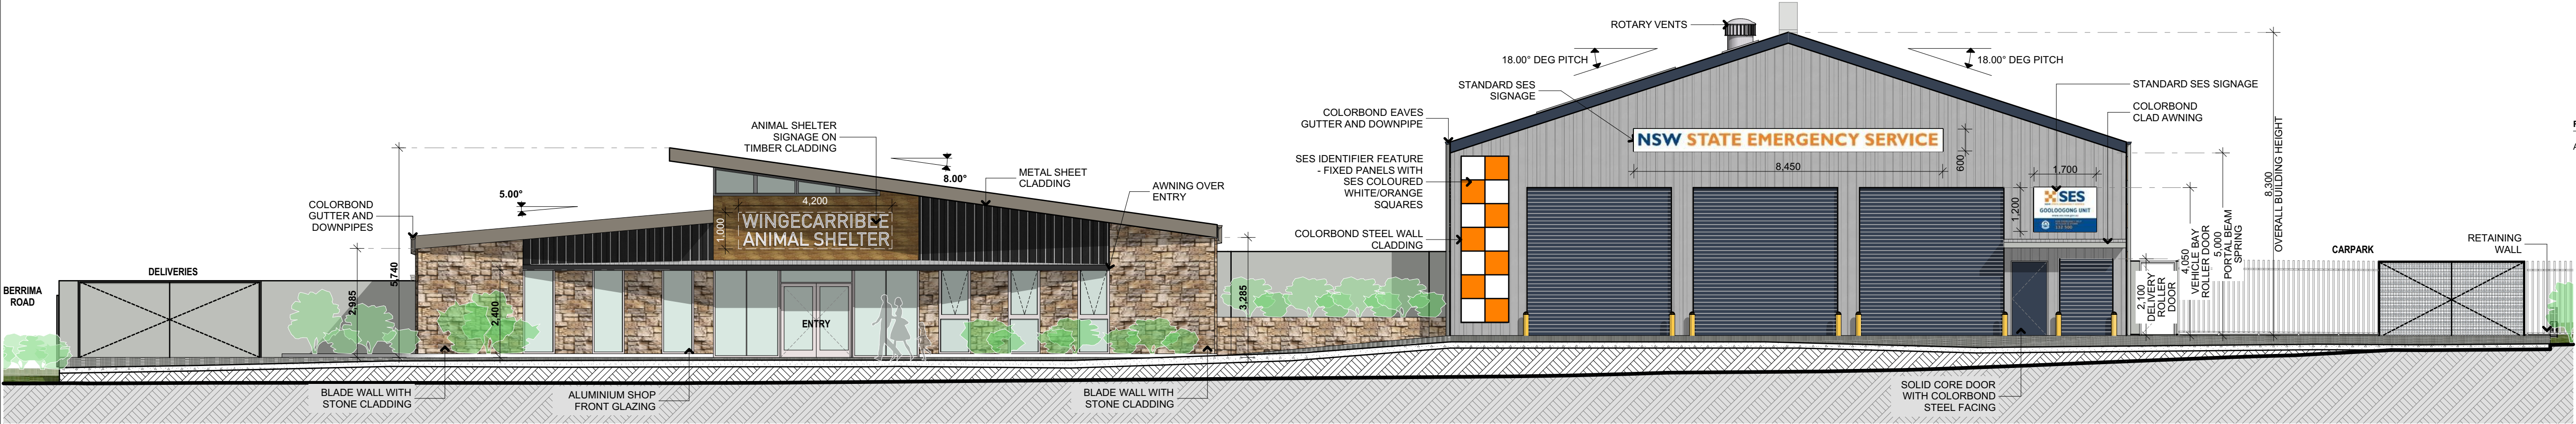 BERRIMA
ROAD
DELIVERIES
COLORBOND
GUTTER AND
DOWNPIPES
2,985
5,740
2,400
5.00°
ANIMAL SHELTER
SIGNAGE ON
TIMBER CLADDING
4,200
1,000
WINGECARRIBLE
ANIMAL SHELTER
ENTRY
8.00°
METAL SHEET
CLADDING
AWNING OVER
ENTRY
3,285
BLADE WALL WITH
STONE CLADDING
ALUMINIUM SHOP
FRONT GLAZING
BLADE WALL WITH
STONE CLADDING
COLORBOND EAVES
GUTTER AND DOWNPIPE
SES IDENTIFIER FEATURE
- FIXED PANELS WITH
SES COLOURED
WHITE/ORANGE
SQUARES
COLORBOND STEEL WALL
CLADDING
ROTARY VENTS
18.00° DEG PITCH
STANDARD SES
SIGNAGE
NSW STATE EMERGENCY SERVICE
8,450
600
18.00° DEG PITCH
STANDARD SES SIGNAGE
COLORBOND
CLAD AWNING
1,700
1,200
SES
GOOLOOGONG UNIT
SOLID CORE DOOR
WITH COLORBOND
STEEL FACING
2,100
DELIVERY
ROLLER
DOOR
4,050
VEHICLE BAY
ROLLER DOOR
5,000
PORTAL BEAM
SPRING
8,300
OVERALL BUILDING HEIGHT
CARPARK
RETAINING
WALL